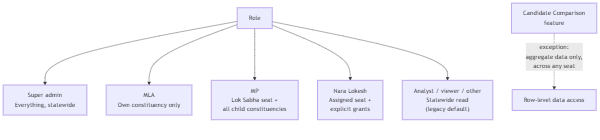 Role
Candidate Comparison
feature
exception:
aggregate data only,
across any seat
Super admin
Everything, statewide
MLA
Own constituency only
MP
Lok Sabha seat +
all child constituencies
Nara Lokesh
Assigned seat +
explicit grants
Analyst / viewer / other
Statewide read
(legacy default)
Row-level data access